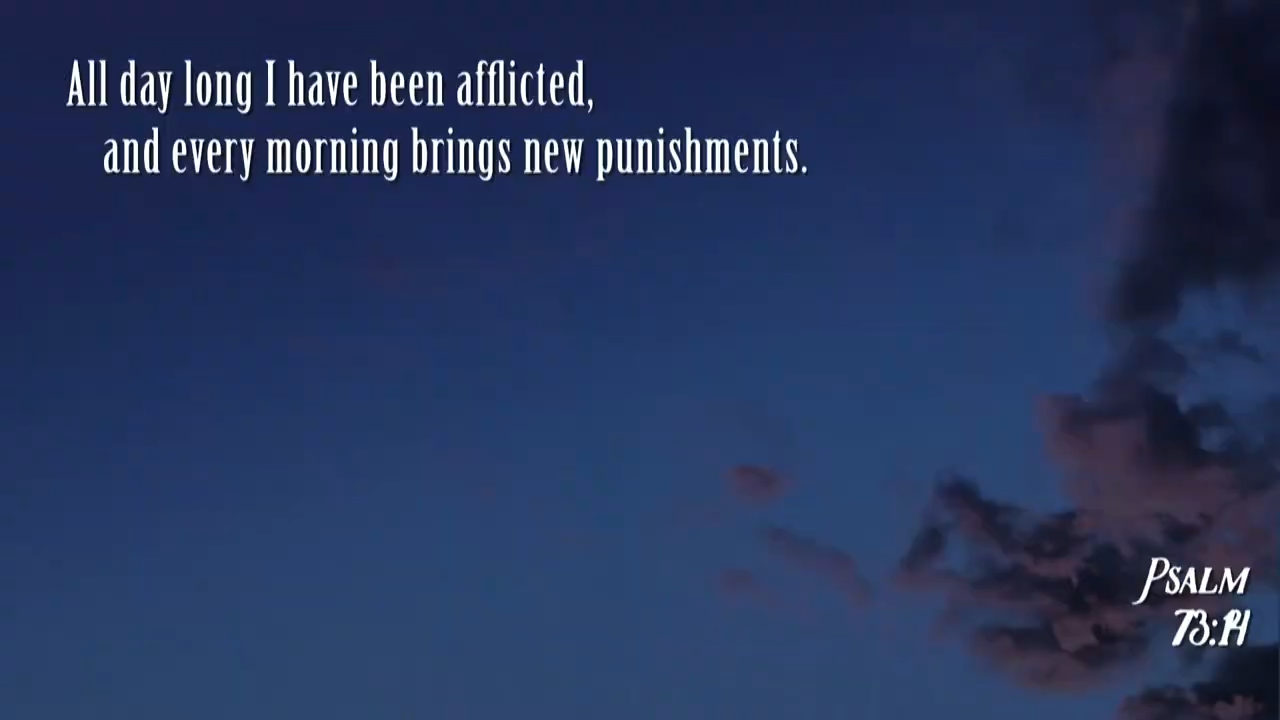 All day long I have been afflicted,
and every morning brings new punishments.
Psalm
73:14